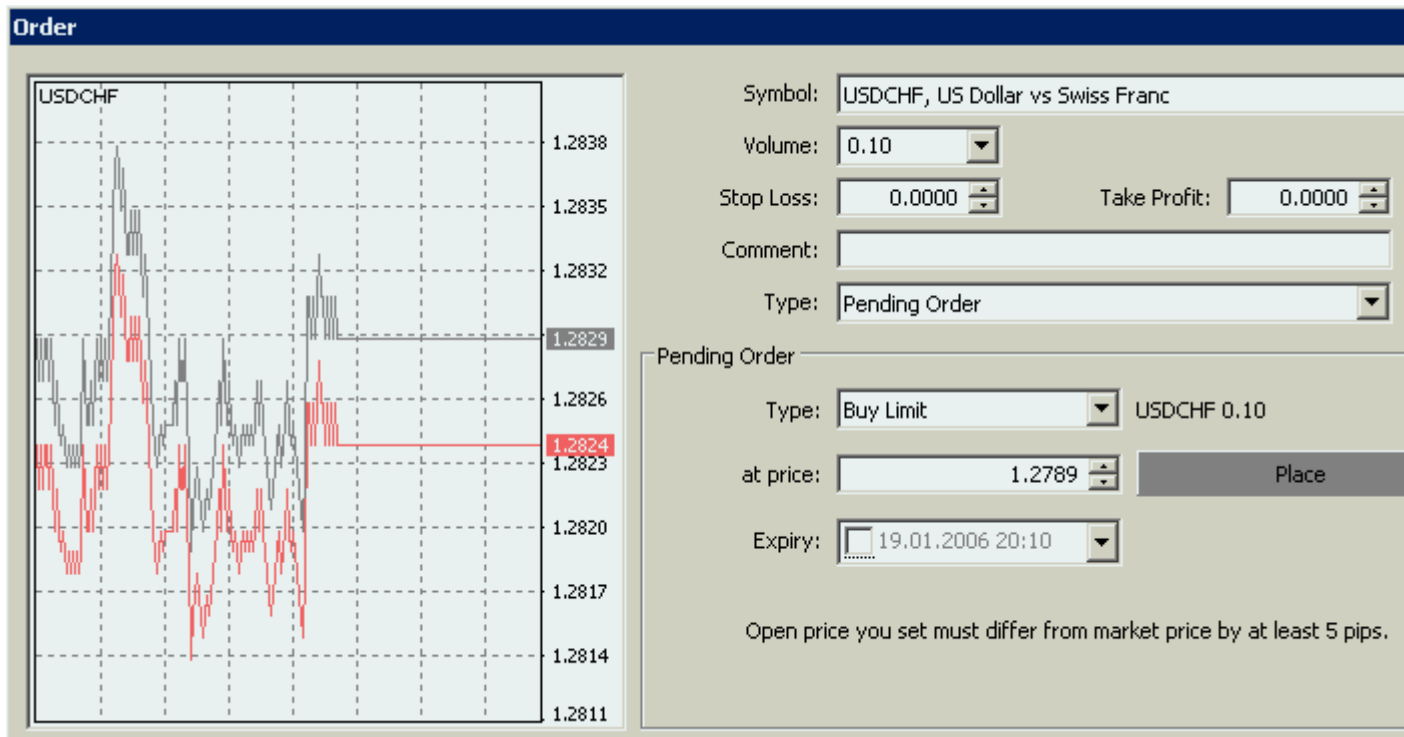 Order
USDCHF
1.2838
1.2835
1.2832
1.2829
1.2826
1.2824
1.2823
1.2820
1.2817
1.2814
1.2811
Symbol: USDCHF, US Dollar vs Swiss Franc
Volume: 0.10
Stop Loss: 0.0000 Take Profit: 0.0000
Comment:
Type: Pending Order
Pending Order
Type: Buy Limit USDCHF 0.10
at price: 1.2789 Place
Expiry: 19.01.2006 20:10
Open price you set must differ from market price by at least 5 pips.